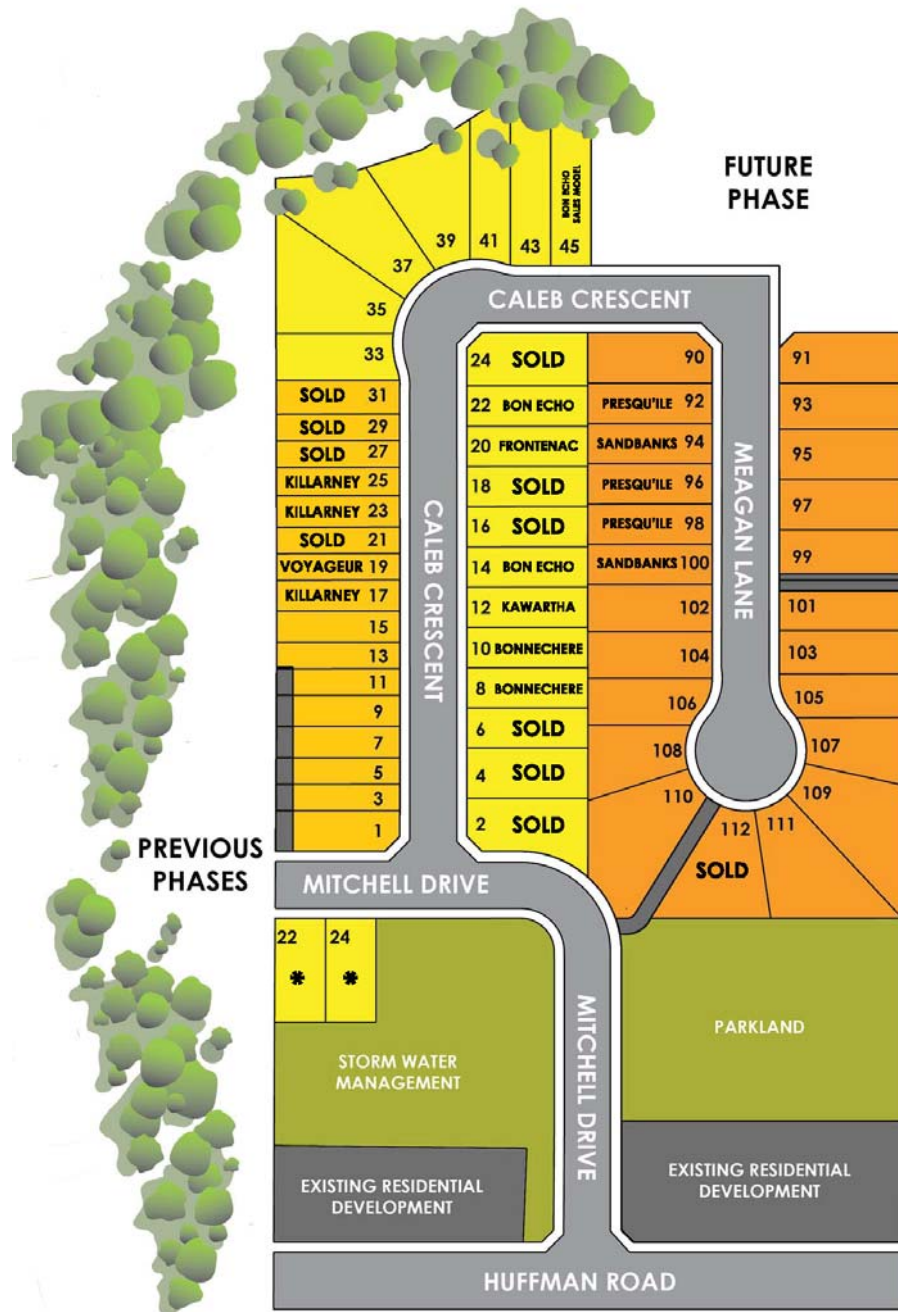 FUTURE
PHASE
BON ECHO
SALES MODEL
39 41 43 45
37
35
33
CALEB CRESCENT
SOLD 31
SOLD 29
SOLD 27
KILLARNEY 25
KILLARNEY 23
SOLD 21
VOYAGEUR 19
KILLARNEY 17
15
13
11
9
7
5
3
1
CALEB CRESCENT
24 SOLD
22 BON ECHO
20 FRONTENAC
18 SOLD
16 SOLD
14 BON ECHO
12 KAWARTHA
10 BONNECHERE
8 BONNECHERE
6 SOLD
4 SOLD
2 SOLD
90
PRESQU'ILE 92
SANDBANKS 94
PRESQU'ILE 96
PRESQU'ILE 98
SANDBANKS 100
102
104
106
108
110
112
SOLD
111
109
107
105
103
101
99
97
95
93
91
MEAGAN LANE
PREVIOUS
PHASES
MITCHELL DRIVE
22 24
* *
STORM WATER
MANAGEMENT
MITCHELL DRIVE
PARKLAND
EXISTING RESIDENTIAL
DEVELOPMENT
EXISTING RESIDENTIAL
DEVELOPMENT
HUFFMAN ROAD